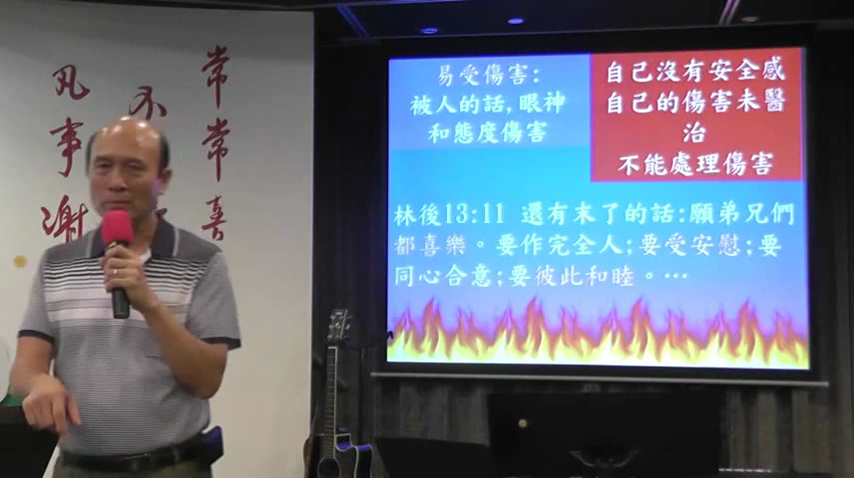 常常喜
不
凡事謝
易受傷害:
被人的話,眼神
和態度傷害
自己沒有安全感
自己的傷害未醫
治
不能處理傷害
林後13:11 還有末了的話:願弟兄們
都喜樂。要作完全人;要受安慰;要
同心合意;要彼此和睦。…